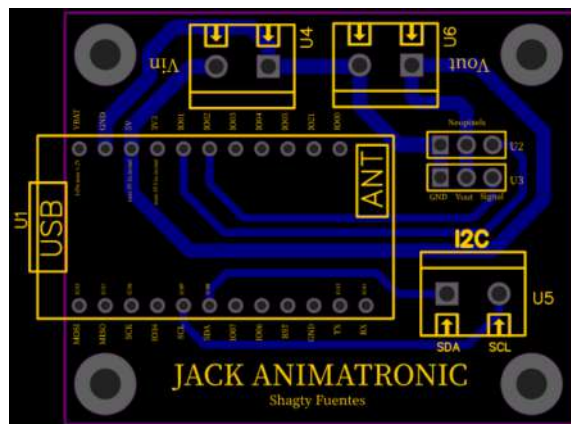 U4
U6
Vin
Vout
VBAT
GND
5V
3V3
IO01
IO02
IO03
IO04
IO05
IO21
IO00
Neopixels
U2
U3
GND
Vout
Signal
ANT
USB
U1
I2C
U5
SDA
SCL
MOSI
MISO
SCK
SCL
SDA
IO07
IO06
RST
GND
TX
RX
JACK ANIMATRONIC
Shagty Fuentes